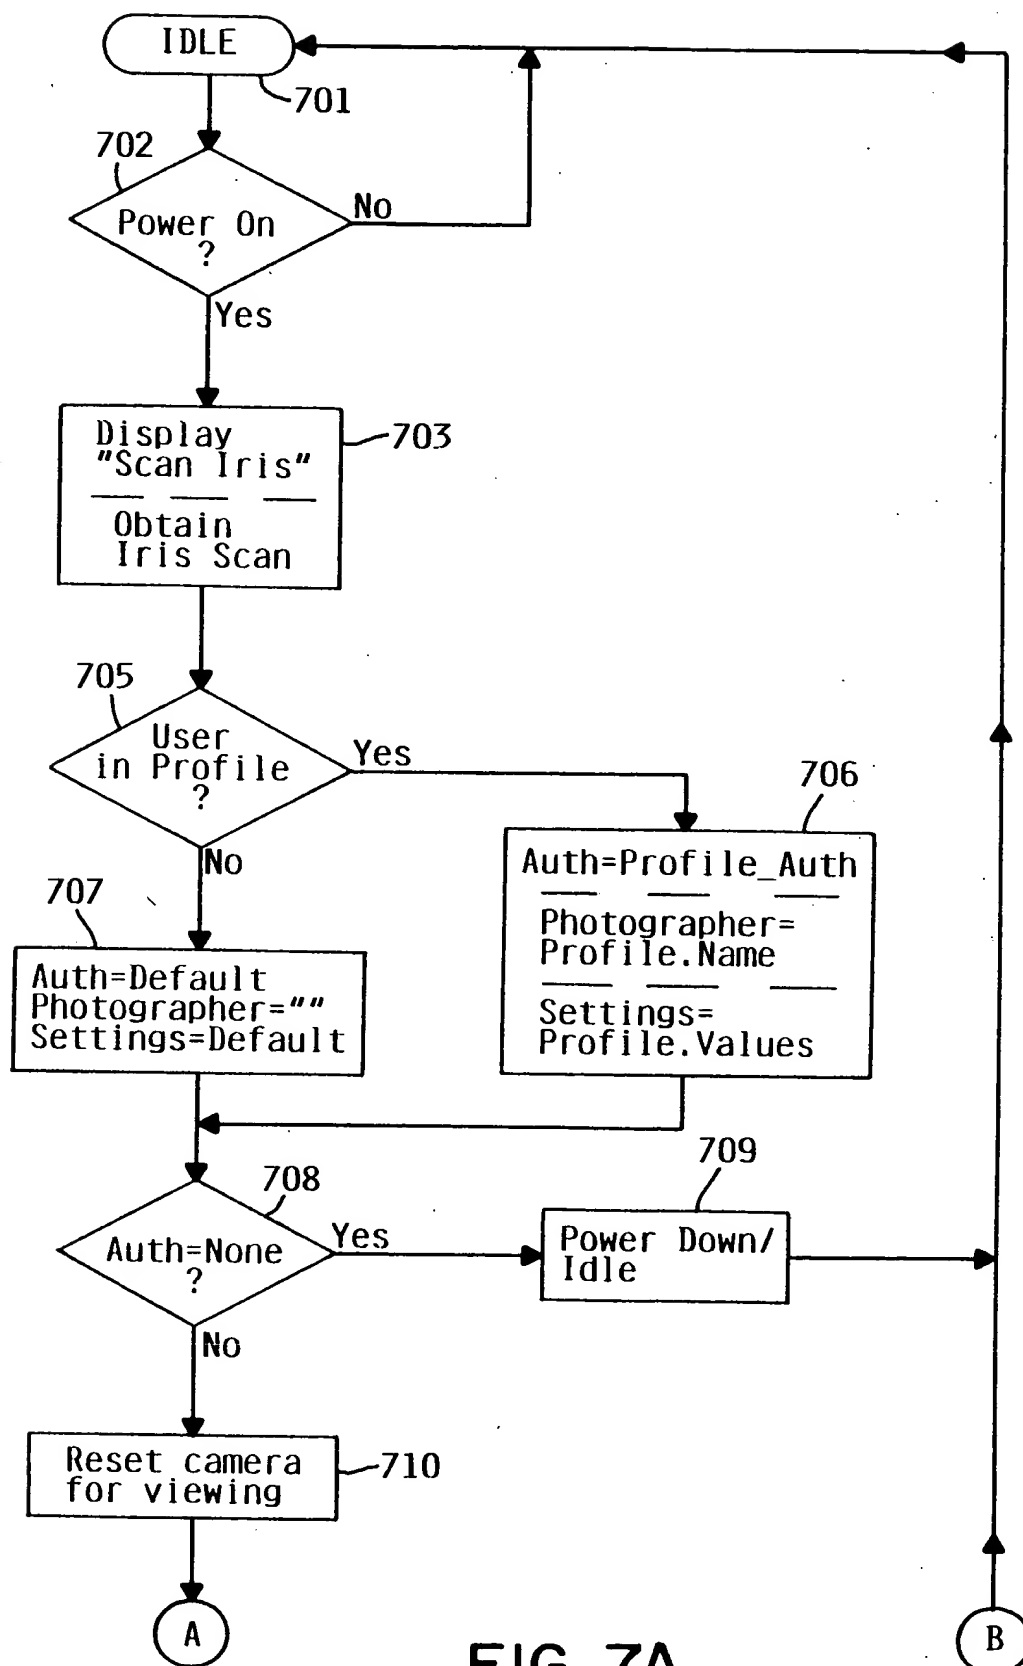 IDLE
701
702
Power On
?
No
Yes
Display
"Scan Iris"
Obtain
Iris Scan
703
705
User
in Profile
?
Yes
No
706
Auth=Profile_Auth
Photographer=
Profile.Name
Settings=
Profile.Values
707
Auth=Default
Photographer=""
Settings=Default
708
Auth=None
?
Yes
No
709
Power Down/
Idle
Reset camera
for viewing
710
A
B
FIG. 7A